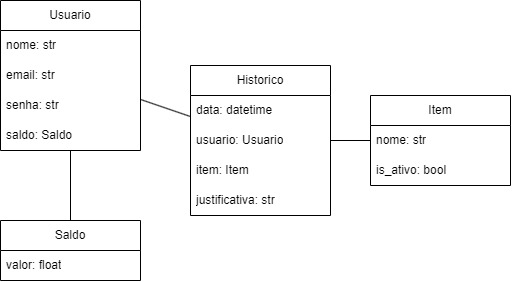 Usuario
nome: str
email: str
senha: str
saldo: Saldo
Historico
data: datetime
usuario: Usuario
item: Item
justificativa: str
Item
nome: str
is_ativo: bool
Saldo
valor: float